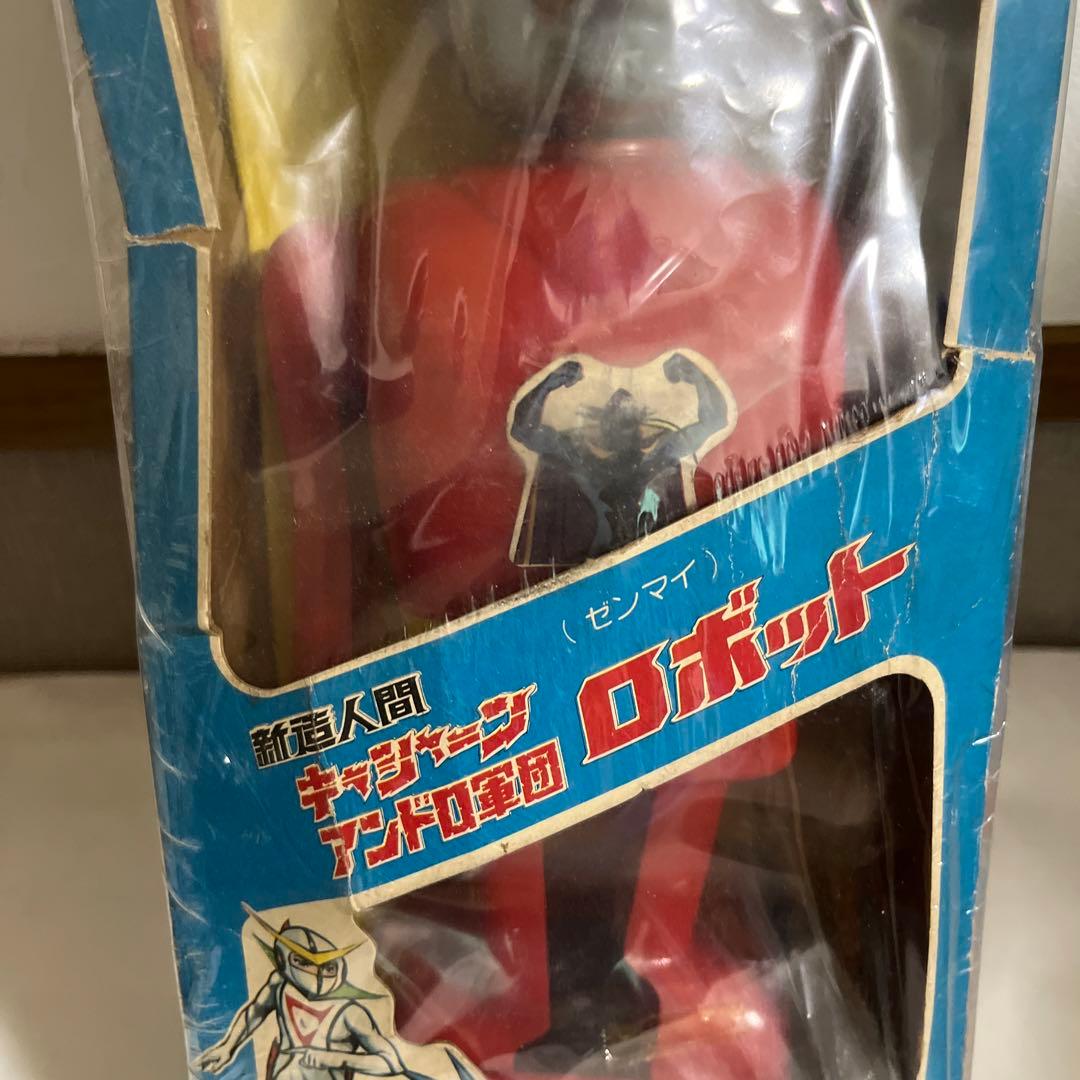 (ゼンマイ)
新造人間
キャシャーン
アンドロ軍団
ロボット